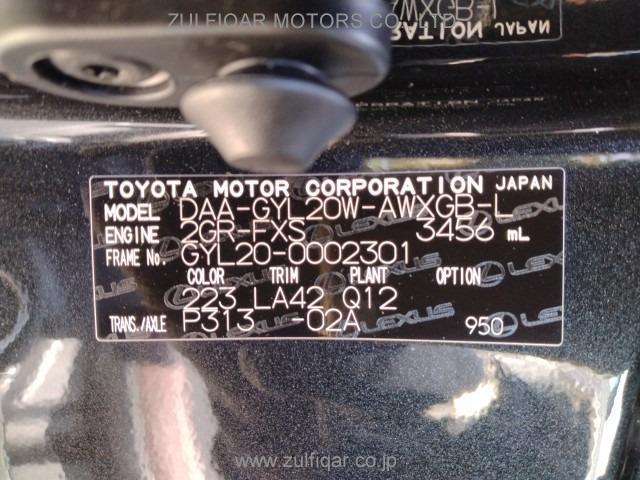 ZULFIQAR MOTORS CO.,LTD
TOYOTA MOTOR CORPORATION JAPAN
MODEL DAA-GYL20W-AWXGB-L
ENGINE 2GR-FXS 3456 mL
FRAME No. GYL20-0002301
COLOR TRIM PLANT OPTION
223 LA42 Q12
TRANS./AXLE P313 -02A 950
LEXUS
www.zulfiqar.co.jp